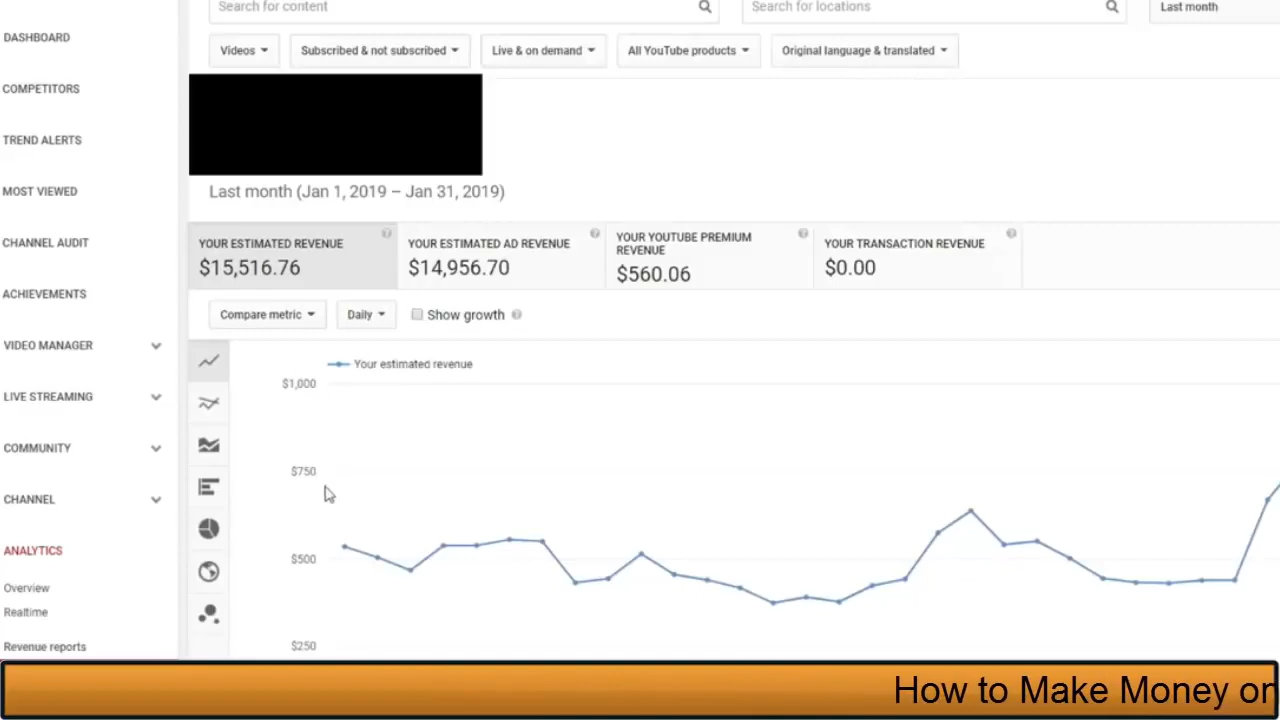 Search for content
Search for locations
Last month
Videos
Subscribed & not subscribed
Live & on demand
All YouTube products
Original language & translated
DASHBOARD
COMPETITORS
TREND ALERTS
MOST VIEWED
CHANNEL AUDIT
ACHIEVEMENTS
VIDEO MANAGER
LIVE STREAMING
COMMUNITY
CHANNEL
ANALYTICS
Overview
Realtime
Revenue reports
Last month (Jan 1, 2019 – Jan 31, 2019)
YOUR ESTIMATED REVENUE
$15,516.76
YOUR ESTIMATED AD REVENUE
$14,956.70
YOUR YOUTUBE PREMIUM
REVENUE
$560.06
YOUR TRANSACTION REVENUE
$0.00
Compare metric
Daily
Show growth
Your estimated revenue
$1,000
$750
$500
$250
How to Make Money on